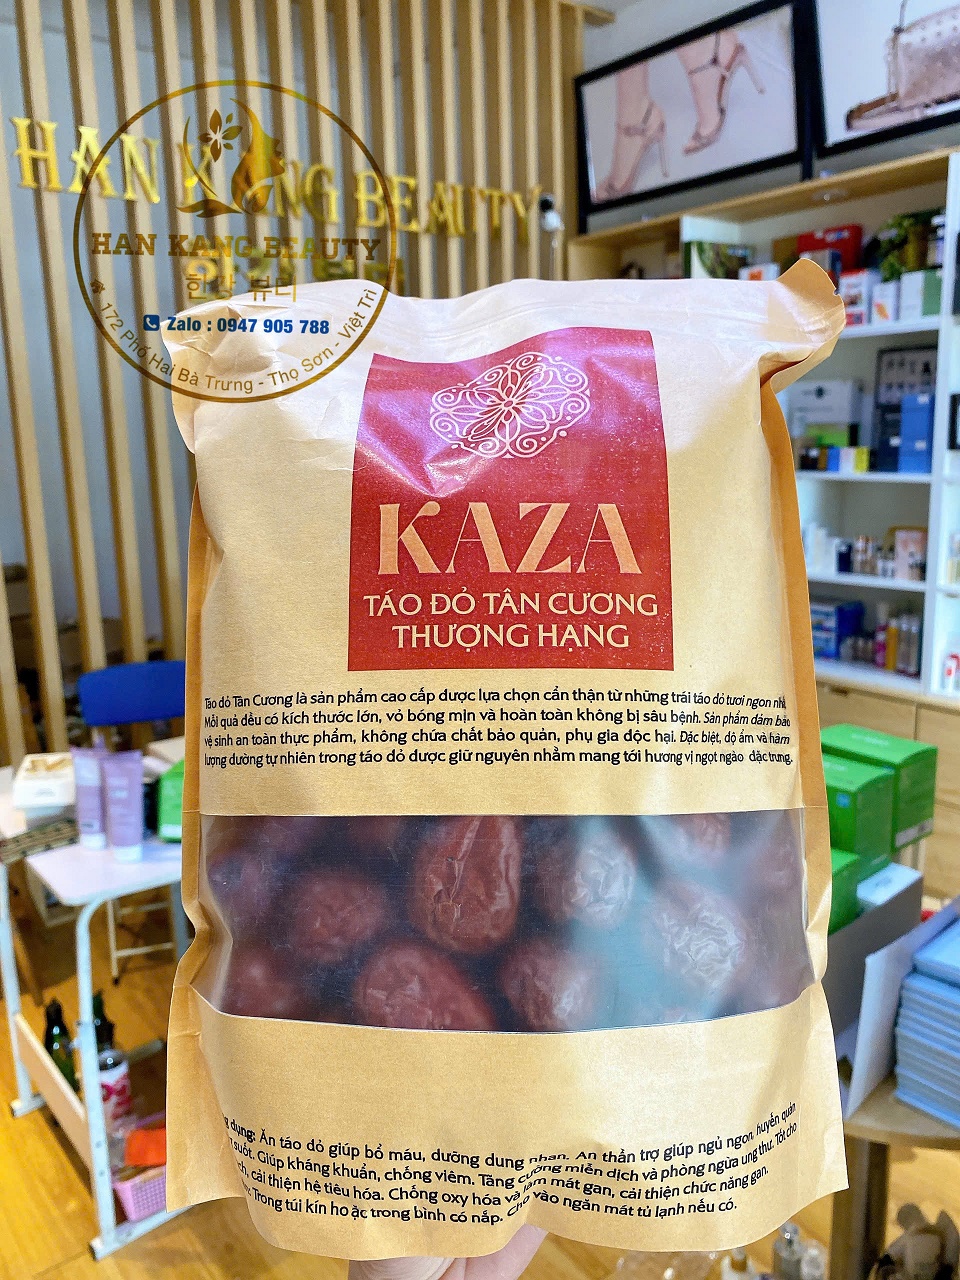 HAN KANG BEAUTY
HAN KANG BEAUTY
한강 뷰티
Zalo : 0947 905 788
172 Phố Hai Bà Trưng - Thọ Sơn - Việt Trì
KAZA
TÁO ĐỎ TÂN CƯƠNG
THƯỢNG HẠNG
Táo đỏ Tân Cương là sản phẩm cao cấp được lựa chọn cẩn thận từ những trái táo đỏ tươi ngon
Mỗi quả đều có kích thước lớn, vỏ bóng mịn và hoàn toàn không bị sâu bệnh. Sản phẩm đảm bảo
vệ sinh an toàn thực phẩm, không chứa chất bảo quản, phụ gia độc hại. Đặc biệt, độ ẩm và hàm
lượng đường tự nhiên trong táo đỏ được giữ nguyên nhằm mang tới hương vị ngọt ngào đặc trưng.
dụng: Ăn táo đỏ giúp bổ máu, dưỡng dung nhan. An thần trợ giúp ngủ ngon, huyền quản
suốt. Giúp kháng khuẩn, chống viêm. Tăng cường miễn dịch và phòng ngừa ung thư. Tốt cho
cải thiện hệ tiêu hóa. Chống oxy hóa và làm mát gan, cải thiện chức năng gan.
Trong túi kín hoặc trong bình có nắp. Cho vào ngăn mát tủ lạnh nếu có.